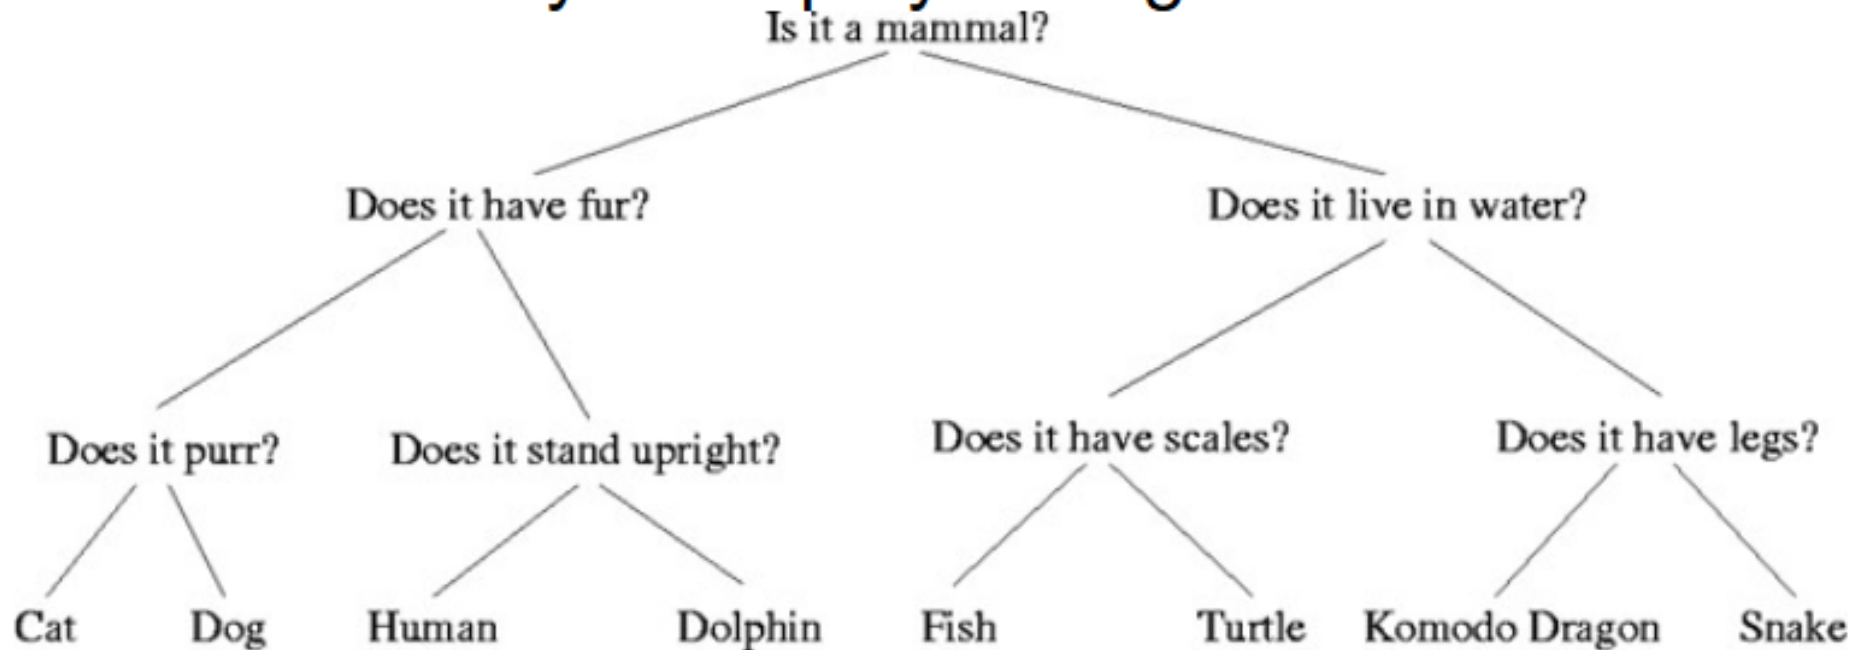 Is it a mammal?
Does it have fur? Does it live in water?
Does it purr? Does it stand upright? Does it have scales? Does it have legs?
Cat Dog Human Dolphin Fish Turtle Komodo Dragon Snake